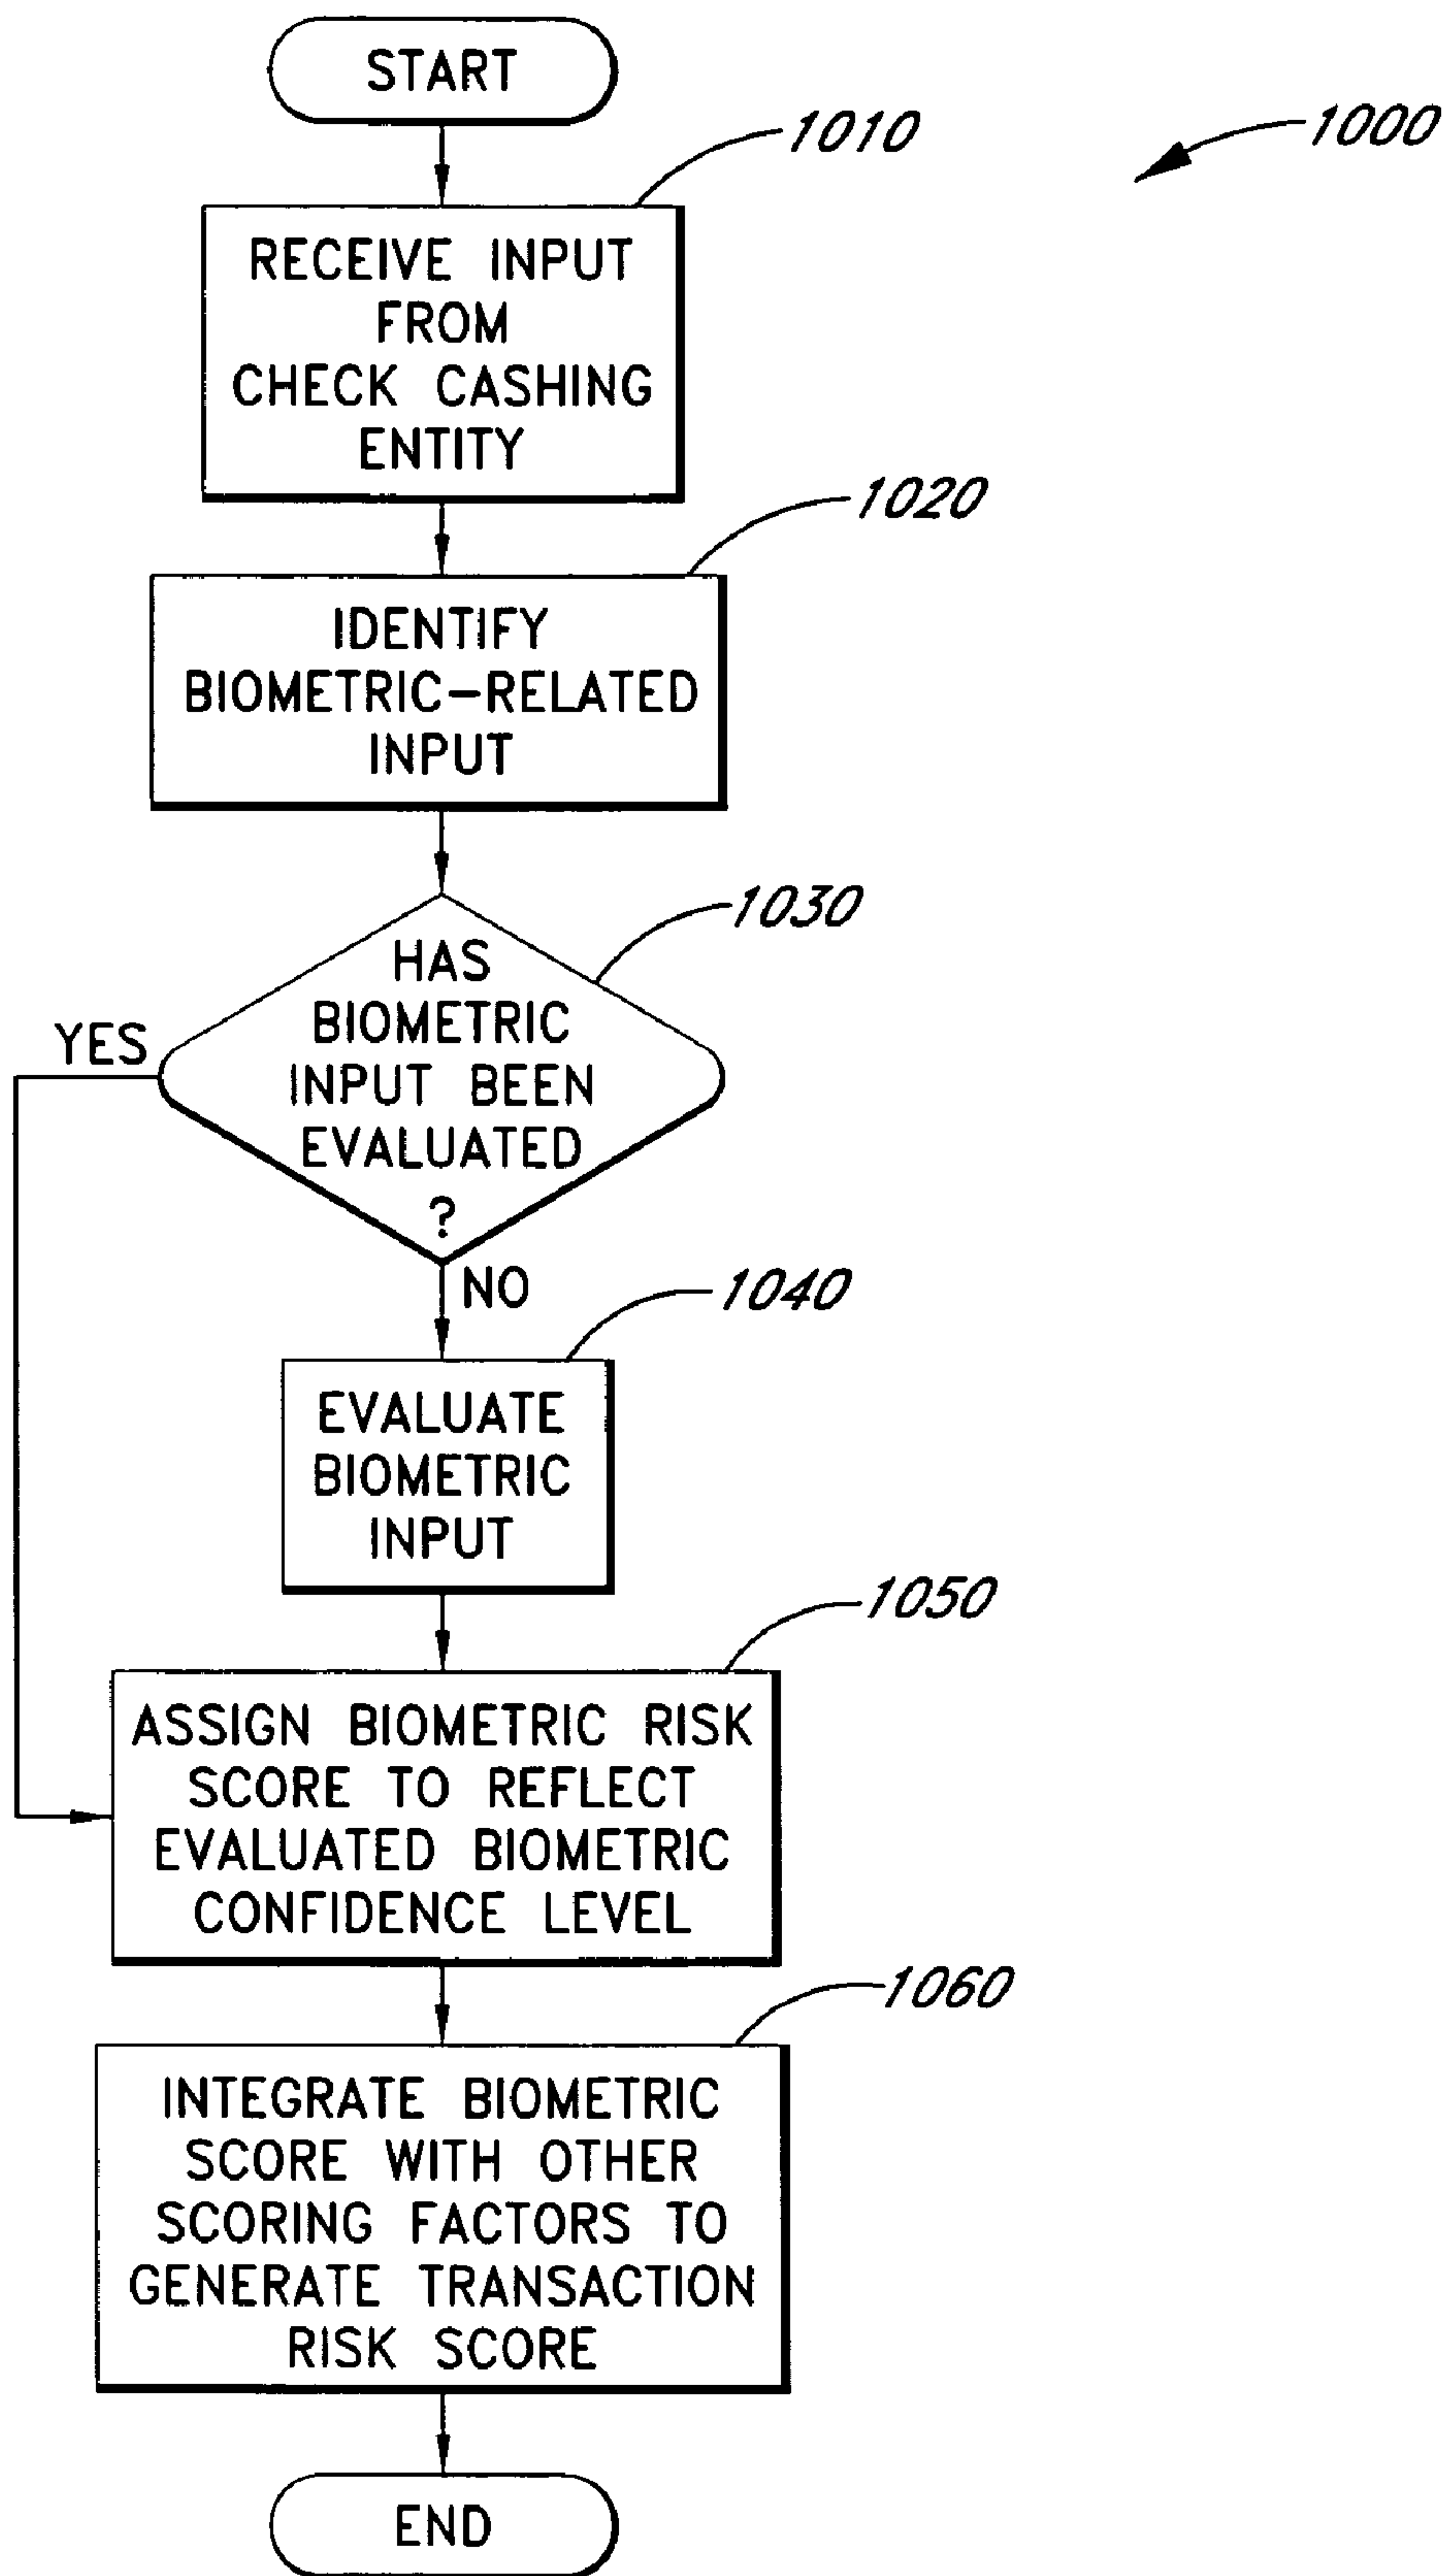 START
1010
1000
RECEIVE INPUT
FROM
CHECK CASHING
ENTITY
1020
IDENTIFY
BIOMETRIC-RELATED
INPUT
1030
HAS
BIOMETRIC
INPUT BEEN
EVALUATED
?
YES
NO
1040
EVALUATE
BIOMETRIC
INPUT
1050
ASSIGN BIOMETRIC RISK
SCORE TO REFLECT
EVALUATED BIOMETRIC
CONFIDENCE LEVEL
1060
INTEGRATE BIOMETRIC
SCORE WITH OTHER
SCORING FACTORS TO
GENERATE TRANSACTION
RISK SCORE
END